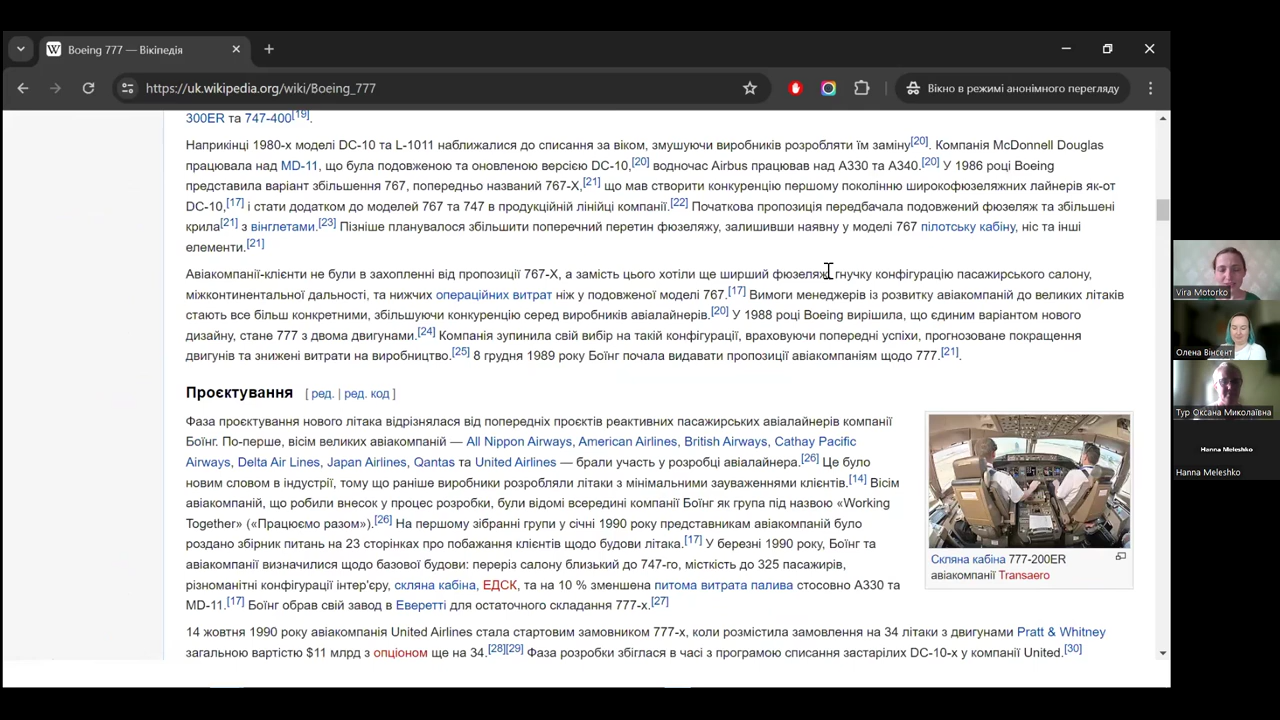 Boeing 777 — Вікіпедія
https://uk.wikipedia.org/wiki/Boeing_777
Вікно в режимі анонімного перегляду
300ER та 747-400[19].
Наприкінці 1980-х моделі DC-10 та L-1011 наближалися до списання за віком, змушуючи виробників розробляти їм заміну[20]. Компанія McDonnell Douglas
працювала над MD-11, що була подовженою та оновленою версією DC-10,[20] водночас Airbus працював над A330 та A340.[20] У 1986 році Boeing
представила варіант збільшення 767, попередньо названий 767-X,[21] що мав створити конкуренцію першому поколінню широкофюзеляжних лайнерів як-от
DC-10,[17] і стати додатком до моделей 767 та 747 в продукційній лінійці компанії.[22] Початкова пропозиція передбачала подовжений фюзеляж та збільшені
крила[21] з вінглетами.[23] Пізніше планувалося збільшити поперечний перетин фюзеляжу, залишивши наявну у моделі 767 пілотську кабіну, ніс та інші
елементи.[21]
Авіакомпанії-клієнти не були в захопленні від пропозиції 767-X, а замість цього хотіли ще ширший фюзеляж, гнучку конфігурацію пасажирського салону,
міжконтинентальної дальності, та нижчих операційних витрат ніж у подовженої моделі 767.[17] Вимоги менеджерів із розвитку авіакомпаній до великих літаків
стають все більш конкретними, збільшуючи конкуренцію серед виробників авіалайнерів.[20] У 1988 році Boeing вирішила, що єдиним варіантом нового
дизайну, стане 777 з двома двигунами.[24] Компанія зупинила свій вибір на такій конфігурації, враховуючи попередні успіхи, прогнозоване покращення
двигунів та знижені витрати на виробництво.[25] 8 грудня 1989 року Боїнг почала видавати пропозиції авіакомпаніям щодо 777.[21].
Проєктування [ ред. | ред. код ]
Фаза проєктування нового літака відрізнялася від попередніх проєктів реактивних пасажирських авіалайнерів компанії
Боїнг. По-перше, вісім великих авіакомпаній — All Nippon Airways, American Airlines, British Airways, Cathay Pacific
Airways, Delta Air Lines, Japan Airlines, Qantas та United Airlines — брали участь у розробці авіалайнера.[26] Це було
новим словом в індустрії, тому що раніше виробники розробляли літаки з мінімальними зауваженнями клієнтів.[14] Вісім
авіакомпаній, що робили внесок у процес розробки, були відомі всередині компанії Боїнг як група під назвою «Working
Together» («Працюємо разом»).[26] На першому зібранні групи у січні 1990 року представникам авіакомпаній було
роздано збірник питань на 23 сторінках про побажання клієнтів щодо будови літака.[17] У березні 1990 року, Боїнг та
авіакомпанії визначилися щодо базової будови: переріз салону близький до 747-го, місткість до 325 пасажирів,
різноманітні конфігурації інтер'єру, скляна кабіна, ЕДСК, та на 10 % зменшена питома витрата палива стосовно A330 та
MD-11.[17] Боїнг обрав свій завод в Еверетті для остаточного складання 777-х.[27]
Скляна кабіна 777-200ER
авіакомпанії Transaero
14 жовтня 1990 року авіакомпанія United Airlines стала стартовим замовником 777-х, коли розмістила замовлення на 34 літаки з двигунами Pratt & Whitney
загальною вартістю $11 млрд з опціоном ще на 34.[28][29] Фаза розробки збіглася в часі з програмою списання застарілих DC-10-х у компанії United.[30]
Vira Motorko
Олена Вінсент
Тур Оксана Миколаївна
Hanna Meleshko
Hanna Meleshko